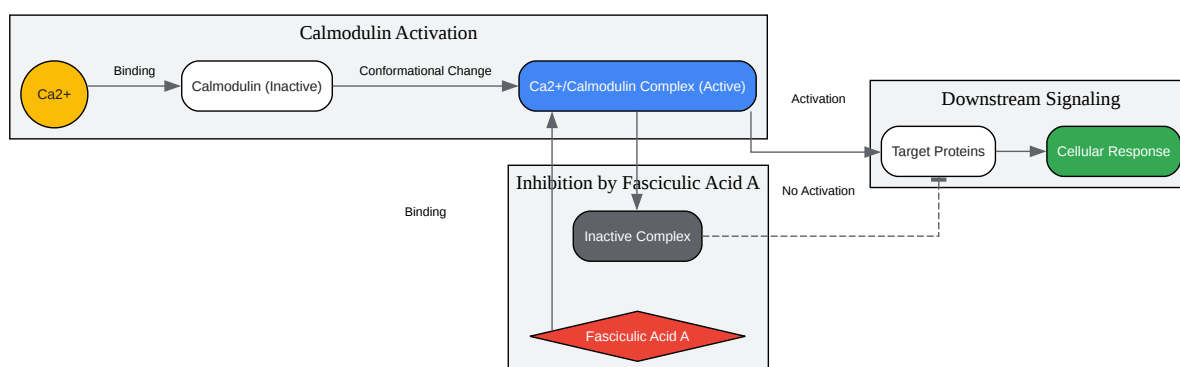 Calmodulin Activation
Ca2+
Binding
Calmodulin (Inactive)
Conformational Change
Ca2+/Calmodulin Complex (Active)
Activation
Downstream Signaling
Target Proteins
Cellular Response
Inhibition by Fasciculic Acid A
No Activation
Binding
Inactive Complex
Fasciculic Acid A